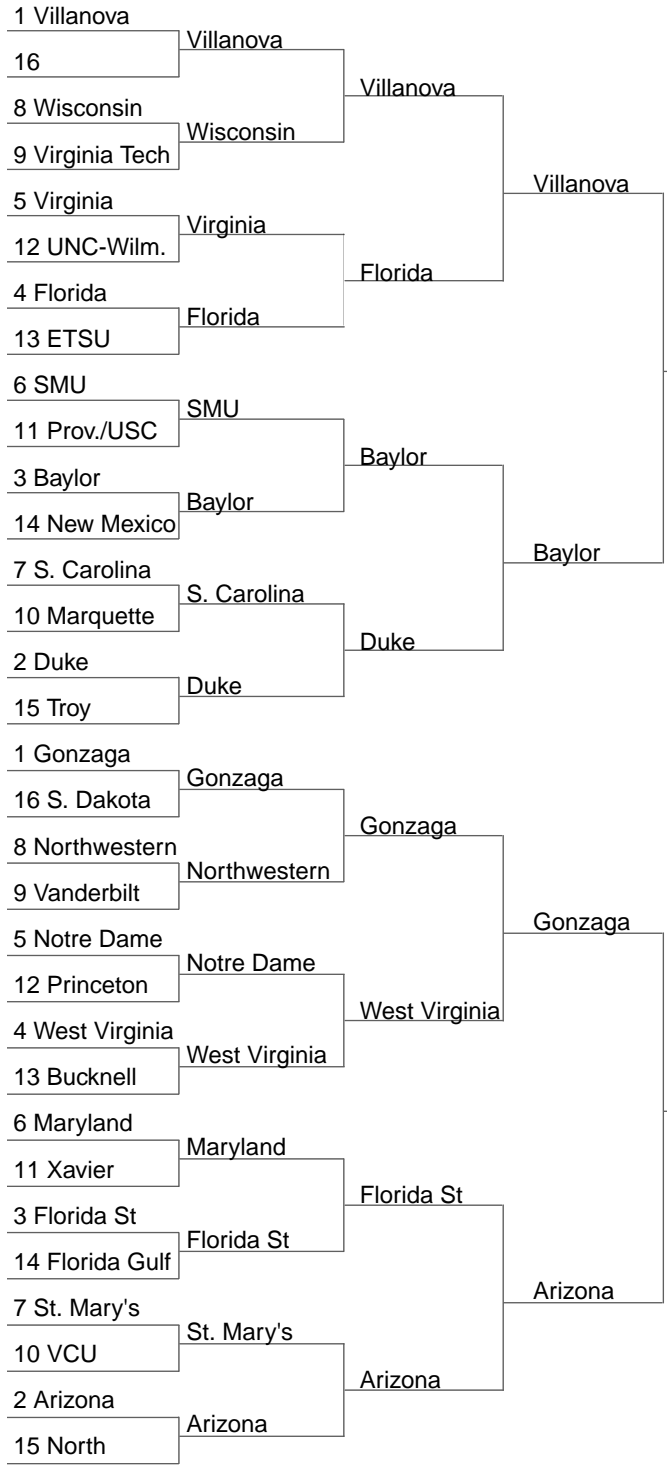 1 Villanova
16
8 Wisconsin
9 Virginia Tech
5 Virginia
12 UNC-Wilm.
4 Florida
13 ETSU
6 SMU
11 Prov./USC
3 Baylor
14 New Mexico
7 S. Carolina
10 Marquette
2 Duke
15 Troy
1 Gonzaga
16 S. Dakota
8 Northwestern
9 Vanderbilt
5 Notre Dame
12 Princeton
4 West Virginia
13 Bucknell
6 Maryland
11 Xavier
3 Florida St
14 Florida Gulf
7 St. Mary's
10 VCU
2 Arizona
15 North
Villanova
Wisconsin
Virginia
Florida
SMU
Baylor
S. Carolina
Duke
Gonzaga
Northwestern
Notre Dame
West Virginia
Maryland
Florida St
St. Mary's
Arizona
Villanova
Florida
Baylor
Duke
Gonzaga
West Virginia
Florida St
Arizona
Villanova
Baylor
Gonzaga
Arizona